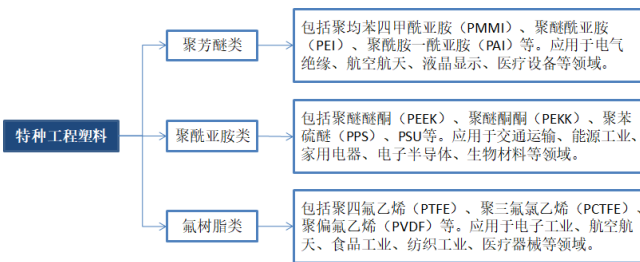 特种工程塑料
聚芳醚类
包括聚均苯四甲酰亚胺（PMMI）、聚醚酰亚胺
（PEI）、聚酰胺一酰亚胺（PAI）等。应用于电气
绝缘、航空航天、液晶显示、医疗设备等领域。
聚酰亚胺类
包括聚醚醚酮（PEEK）、聚醚酮酮（PEKK）、聚苯
硫醚（PPS）、PSU等。应用于交通运输、能源工业、
家用电器、电子半导体、生物材料等领域。
氟树脂类
包括聚四氟乙烯（PTFE）、聚三氟氯乙烯（PCTFE）、
聚偏氟乙烯（PVDF）等。应用于电子工业、航空航
天、食品工业、纺织工业、医疗器械等领域。